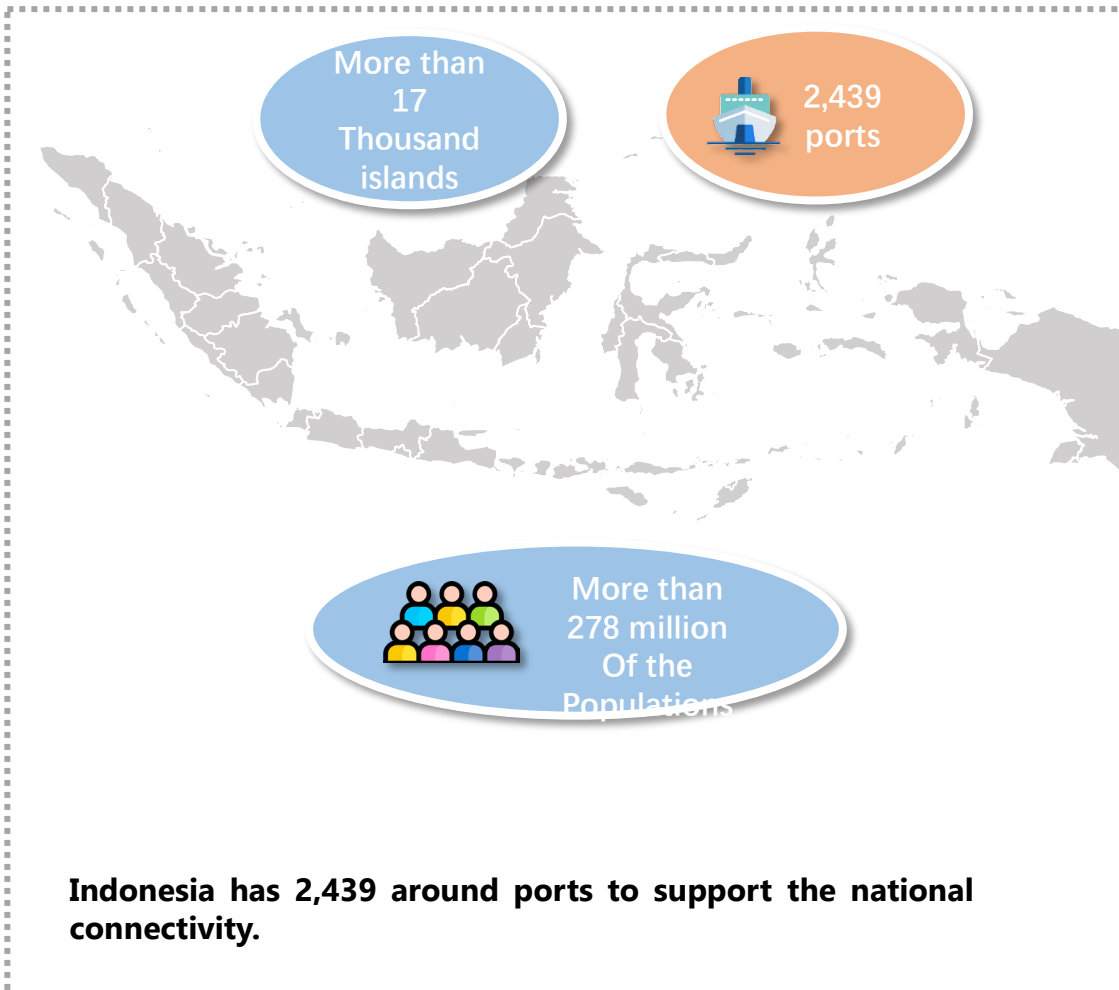 More than
17
Thousand
islands
2,439
ports
More than
278 million
Of the
Populations
Indonesia has 2,439 around ports to support the national
connectivity.